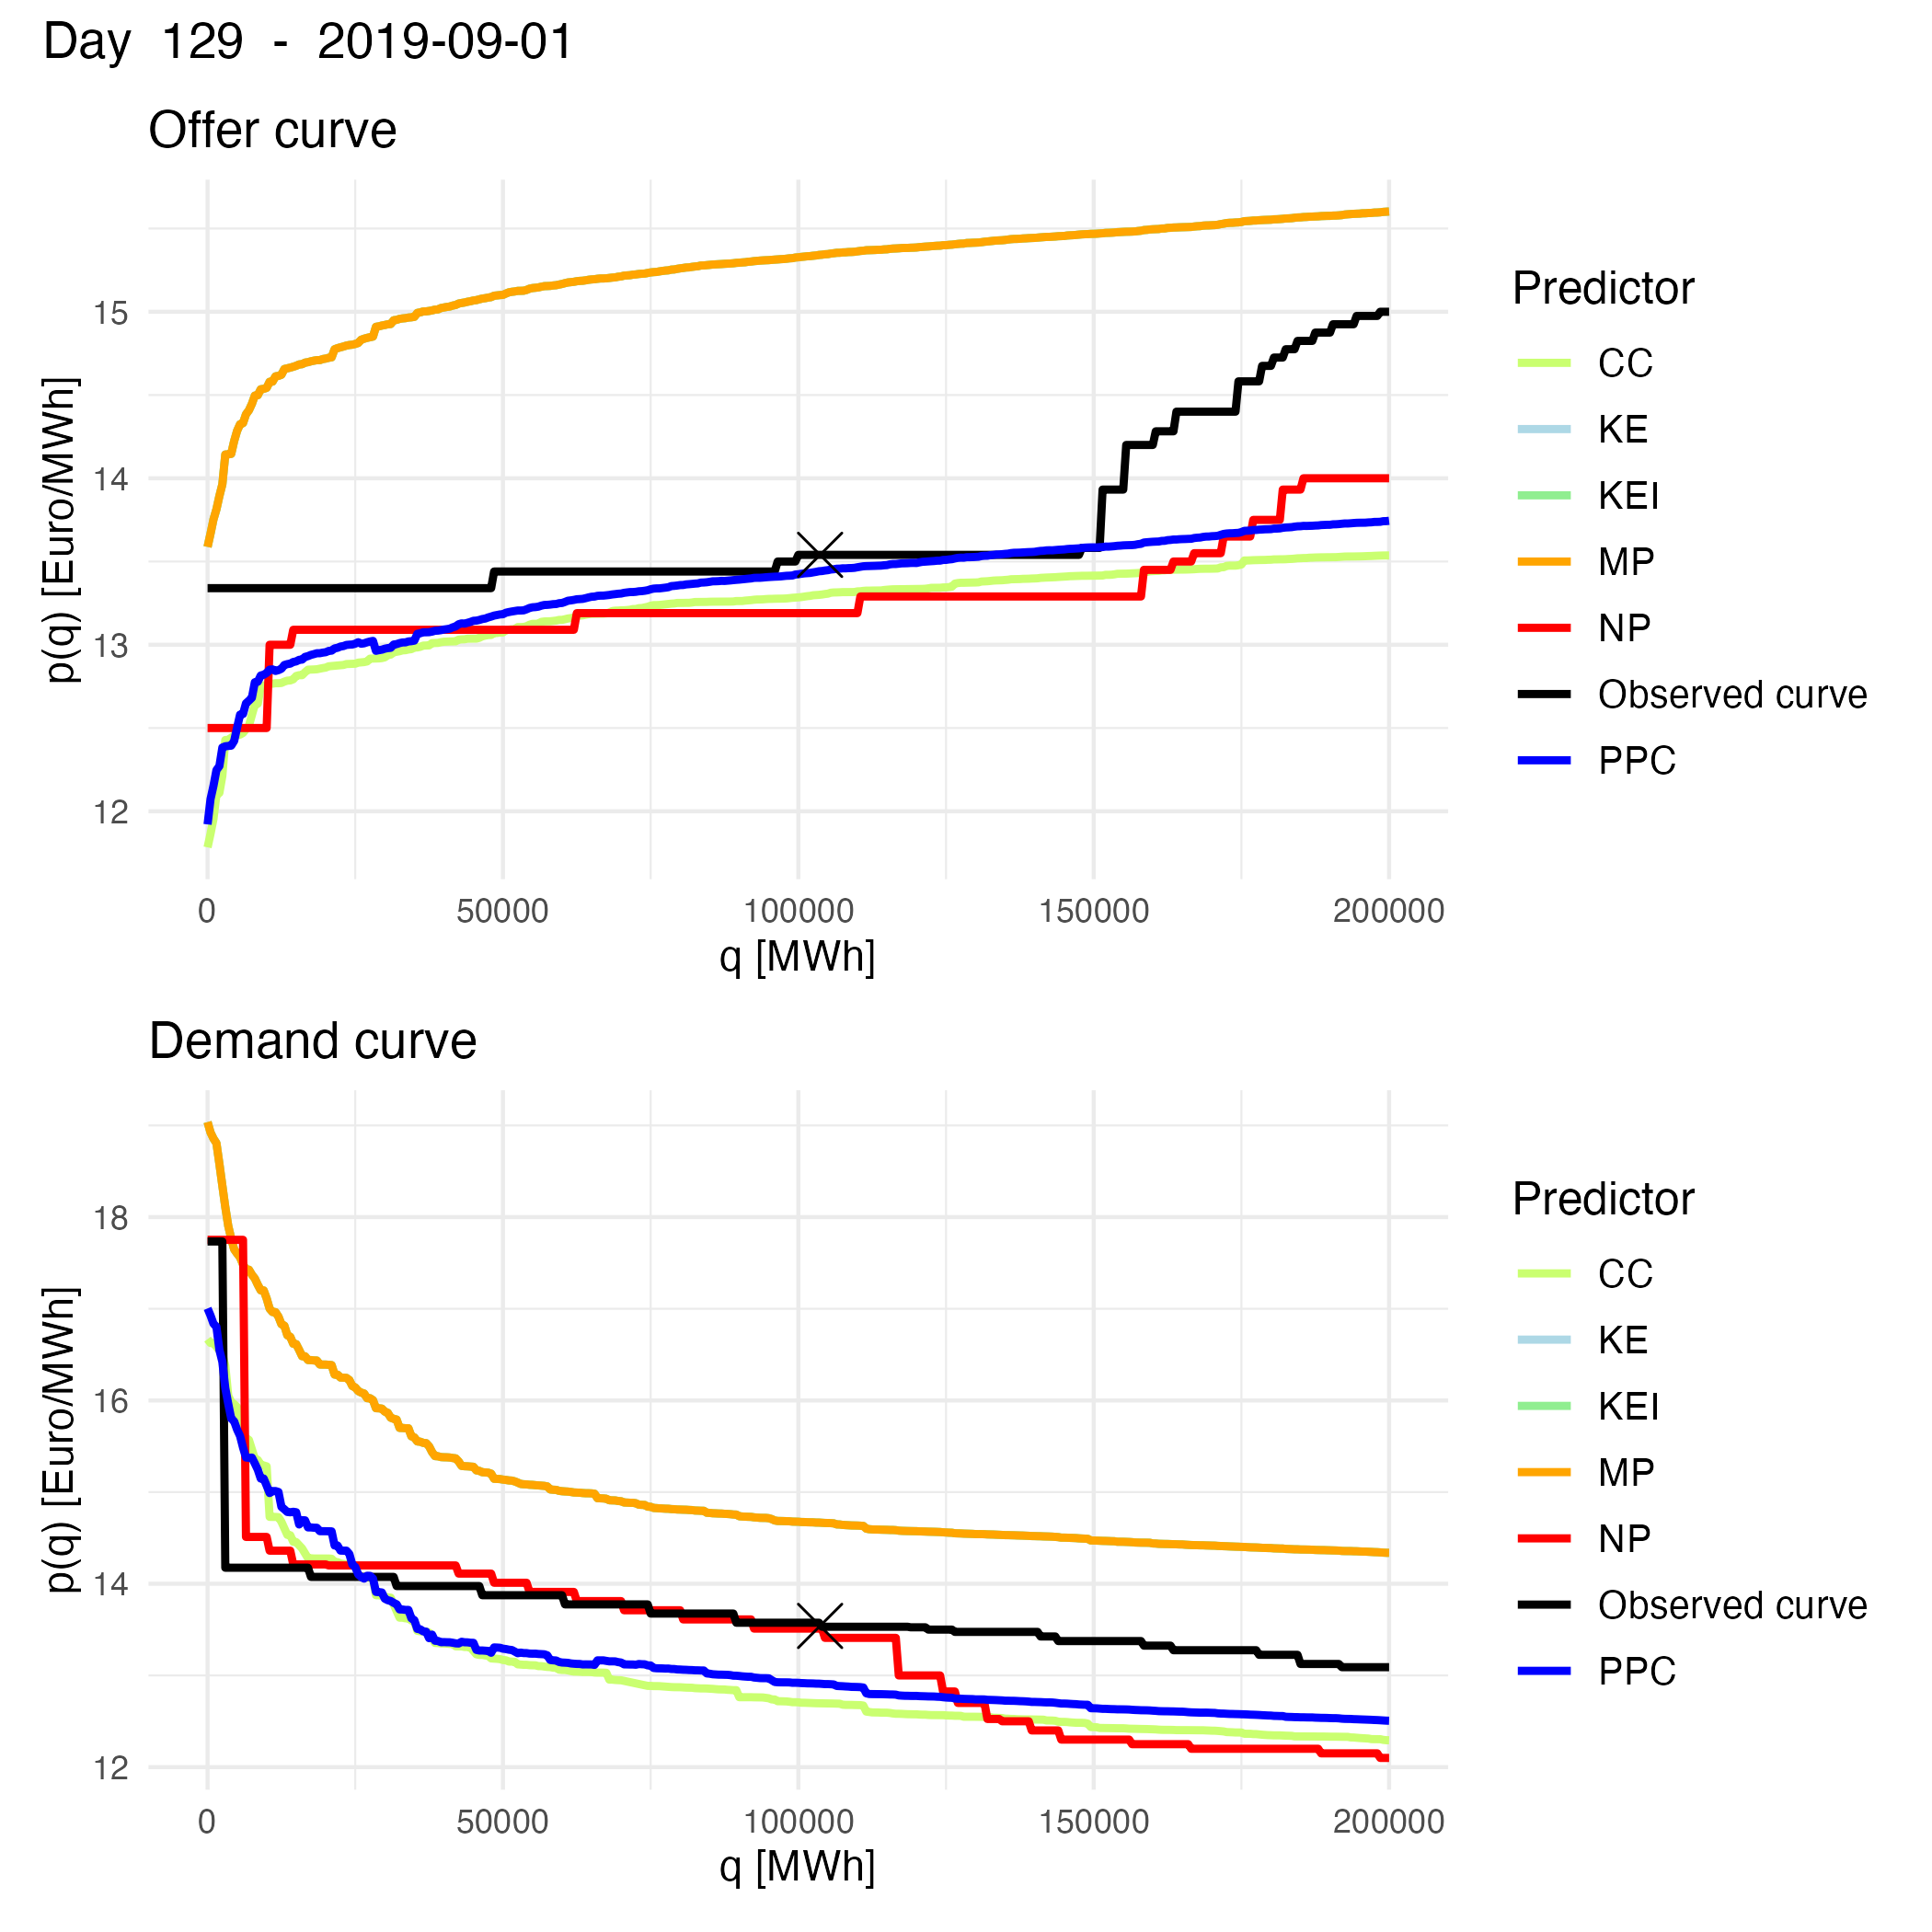 Day 129 - 2019-09-01
Offer curve
p(q) [Euro/MWh]
15
14
13
12
0 50000 100000 150000 200000
q [MWh]
Predictor
CC
KE
KEI
MP
NP
Observed curve
PPC
Demand curve
p(q) [Euro/MWh]
18
16
14
12
0 50000 100000 150000 200000
q [MWh]
Predictor
CC
KE
KEI
MP
NP
Observed curve
PPC